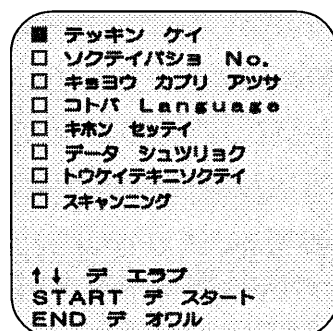 ■ テッキン ケイ
□ ソクテイバショ No.
□ キョヨウ カブリ アツサ
□ コトバ Language
□ キホン セッテイ
□ データ シュツリョク
□ トウケイテキニソクテイ
□ スキャンニング
↑↓ デ エラブ
START デ スタート
END デ オワル